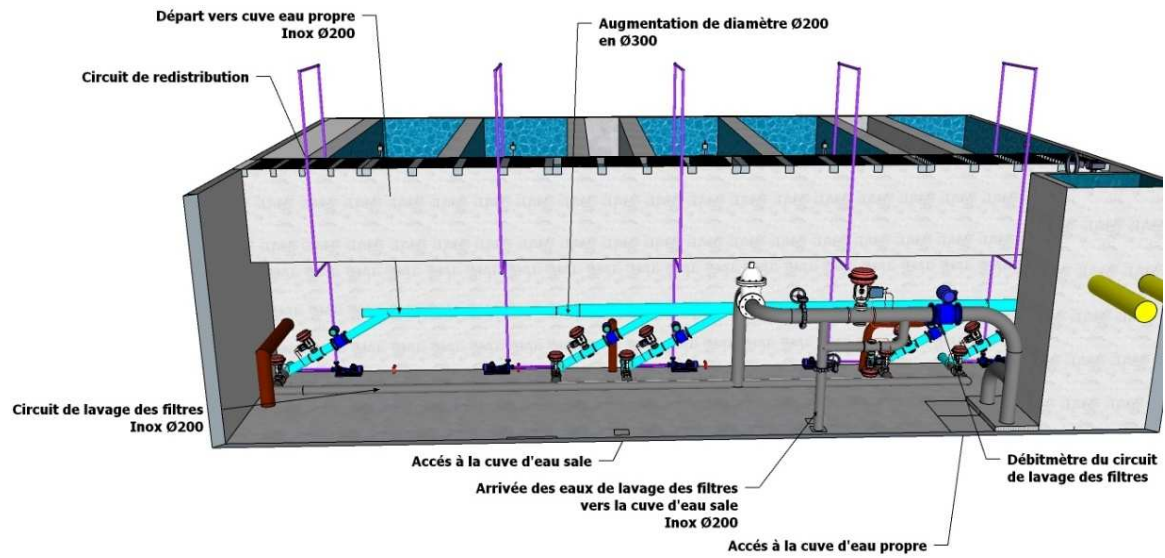 Départ vers cuve eau propre
Inox Ø200
Augmentation de diamètre Ø200
en Ø300
Circuit de redistribution
Circuit de lavage des filtres
Inox Ø200
Accés à la cuve d'eau sale
Arrivée des eaux de lavage des filtres
vers la cuve d'eau sale
Inox Ø200
Débitmètre du circuit
de lavage des filtres
Accés à la cuve d'eau propre